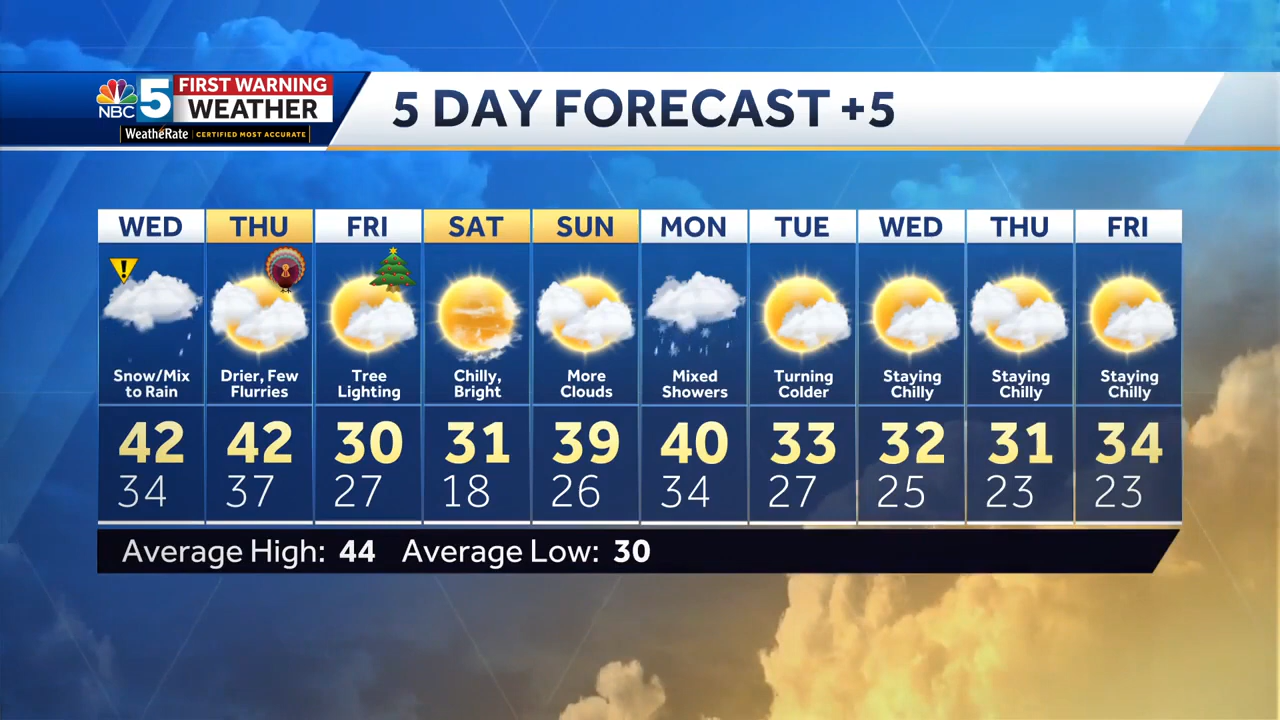 NBC 5 FIRST WARNING
WEATHER
WeatheRate CERTIFIED MOST ACCURATE
5 DAY FORECAST +5
WED THU FRI SAT SUN MON TUE WED THU FRI
Snow/Mix Drier, Few Tree Chilly, More Mixed Turning Staying Staying Staying
to Rain Flurries Lighting Bright Clouds Showers Colder Chilly Chilly Chilly
42 42 30 31 39 40 33 32 31 34
34 37 27 18 26 34 27 25 23 23
Average High: 44 Average Low: 30